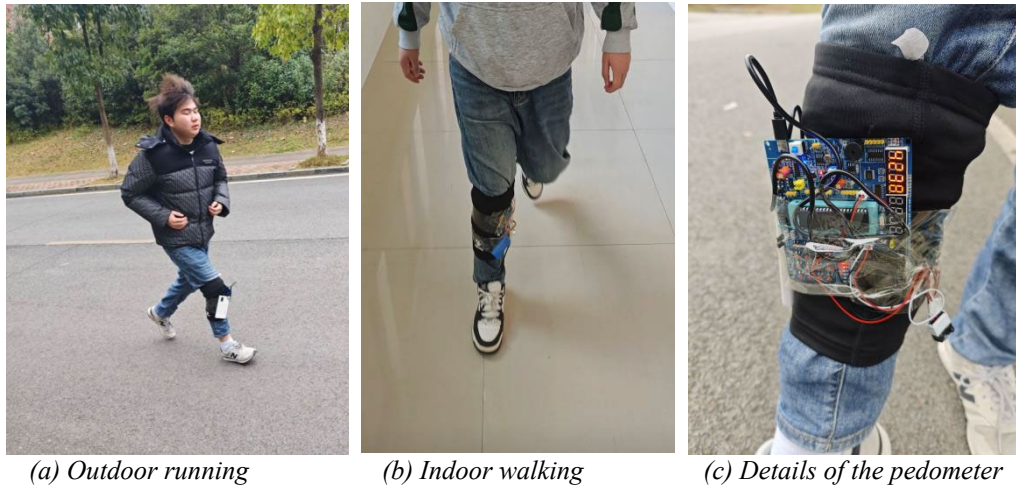 (a) Outdoor running
(b) Indoor walking
(c) Details of the pedometer